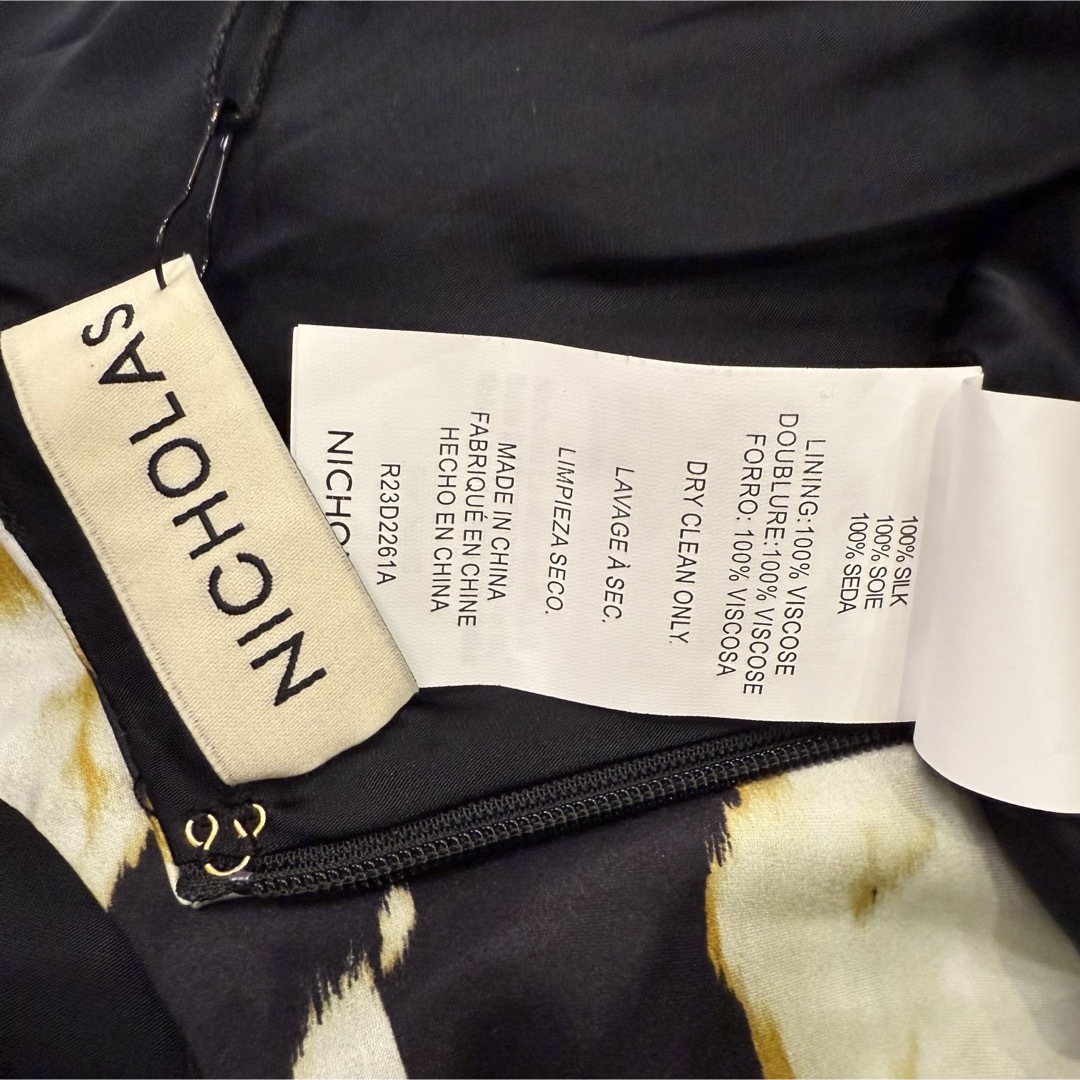 NICHOLAS
100% SILK
100% SOIE
100% SEDA
LINING:100% VISCOSE
DOUBLURE:100% VISCOSE
FORRO: 100% VISCOSA
DRY CLEAN ONLY.
LAVAGE À SEC.
LIMPIEZA SECO.
MADE IN CHINA
FABRIQUÉ EN CHINE
HECHO EN CHINA
R23D2261A
NICHO